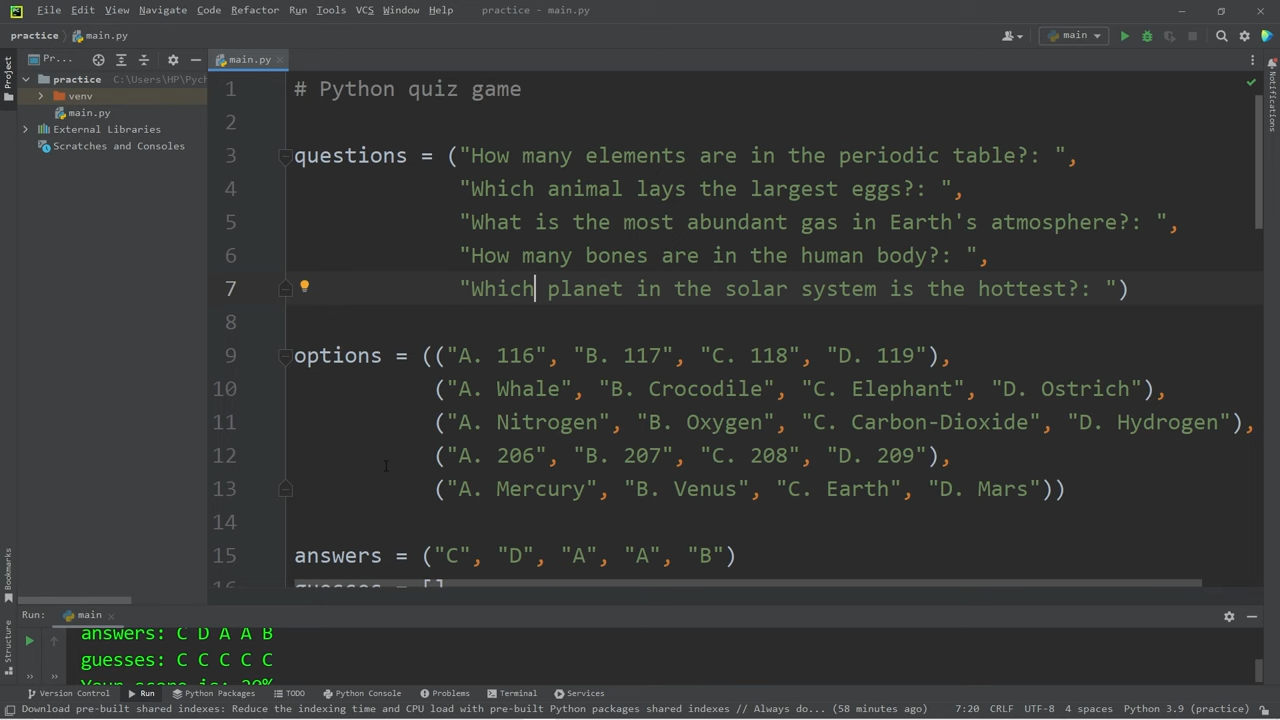 File Edit View Navigate Code Refactor Run Tools VCS Window Help practice - main.py
practice main.py main
Project
Pr...
main.py
practice C:\Users\HP\Pych
venv
main.py
External Libraries
Scratches and Consoles
1 # Python quiz game
2
3 questions = ("How many elements are in the periodic table?: ",
4 "Which animal lays the largest eggs?: ",
5 "What is the most abundant gas in Earth's atmosphere?: ",
6 "How many bones are in the human body?: ",
7 "Which planet in the solar system is the hottest?: ")
8
9 options = (("A. 116", "B. 117", "C. 118", "D. 119"),
10 ("A. Whale", "B. Crocodile", "C. Elephant", "D. Ostrich"),
11 ("A. Nitrogen", "B. Oxygen", "C. Carbon-Dioxide", "D. Hydrogen"),
12 ("A. 206", "B. 207", "C. 208", "D. 209"),
13 ("A. Mercury", "B. Venus", "C. Earth", "D. Mars"))
14
15 answers = ("C", "D", "A", "A", "B")
16 guesses = []
Notifications
Bookmarks
Structure
Run: main
answers: C D A A B
guesses: C C C C C
Your score is: 20%
Version Control Run Python Packages TODO Python Console Problems Terminal Services
Download pre-built shared indexes: Reduce the indexing time and CPU load with pre-built Python packages shared indexes // Always do... (58 minutes ago) 7:20 CRLF UTF-8 4 spaces Python 3.9 (practice)